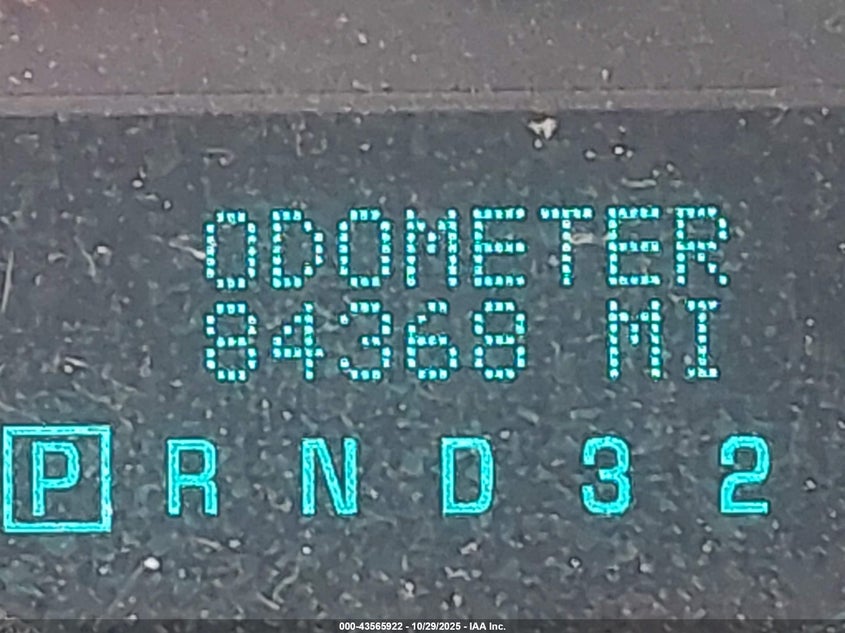 ODOMETER
84368 MI
P R N D 3 2
000-43565922 - 10/29/2025 - IAA Inc.